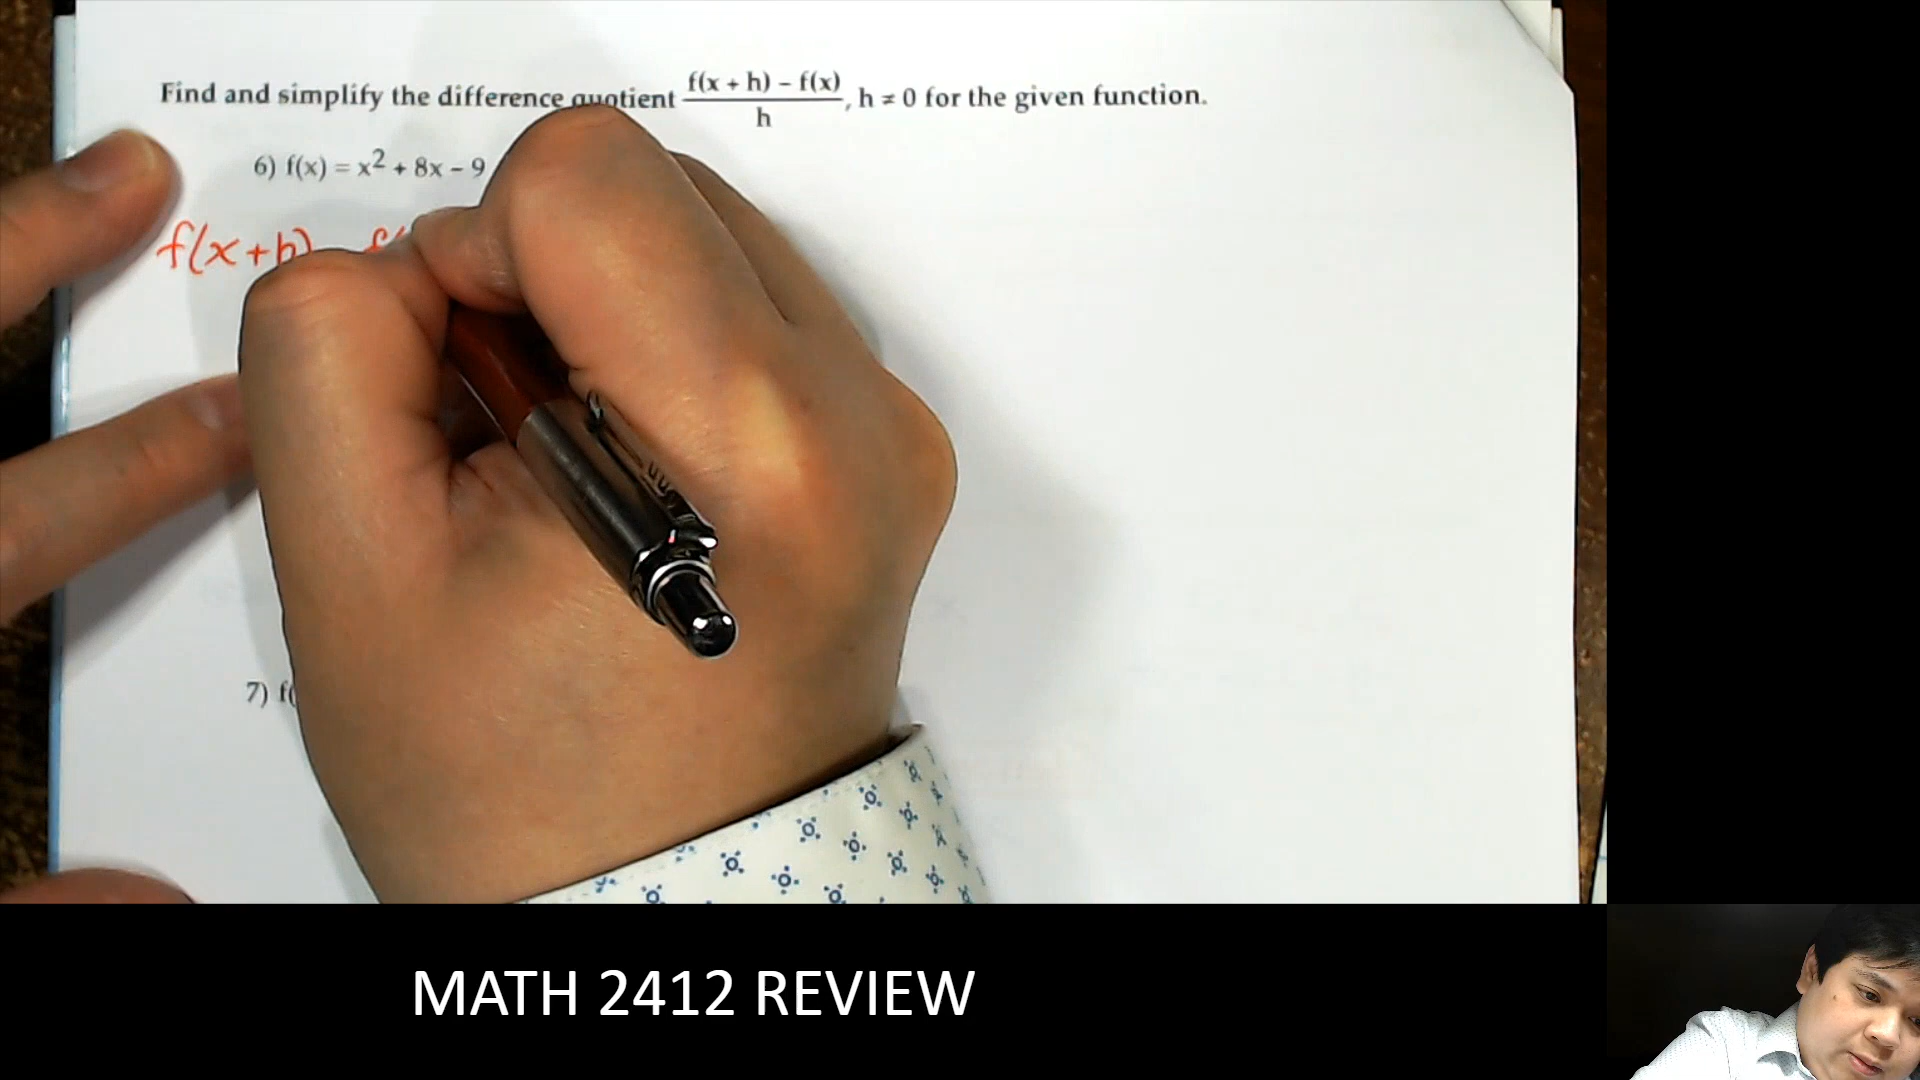 Find and simplify the difference quotient f(x + h) – f(x) / h , h ≠ 0 for the given function.
6) f(x) = x² + 8x – 9
f(x+h) f(
7) f(
MATH 2412 REVIEW